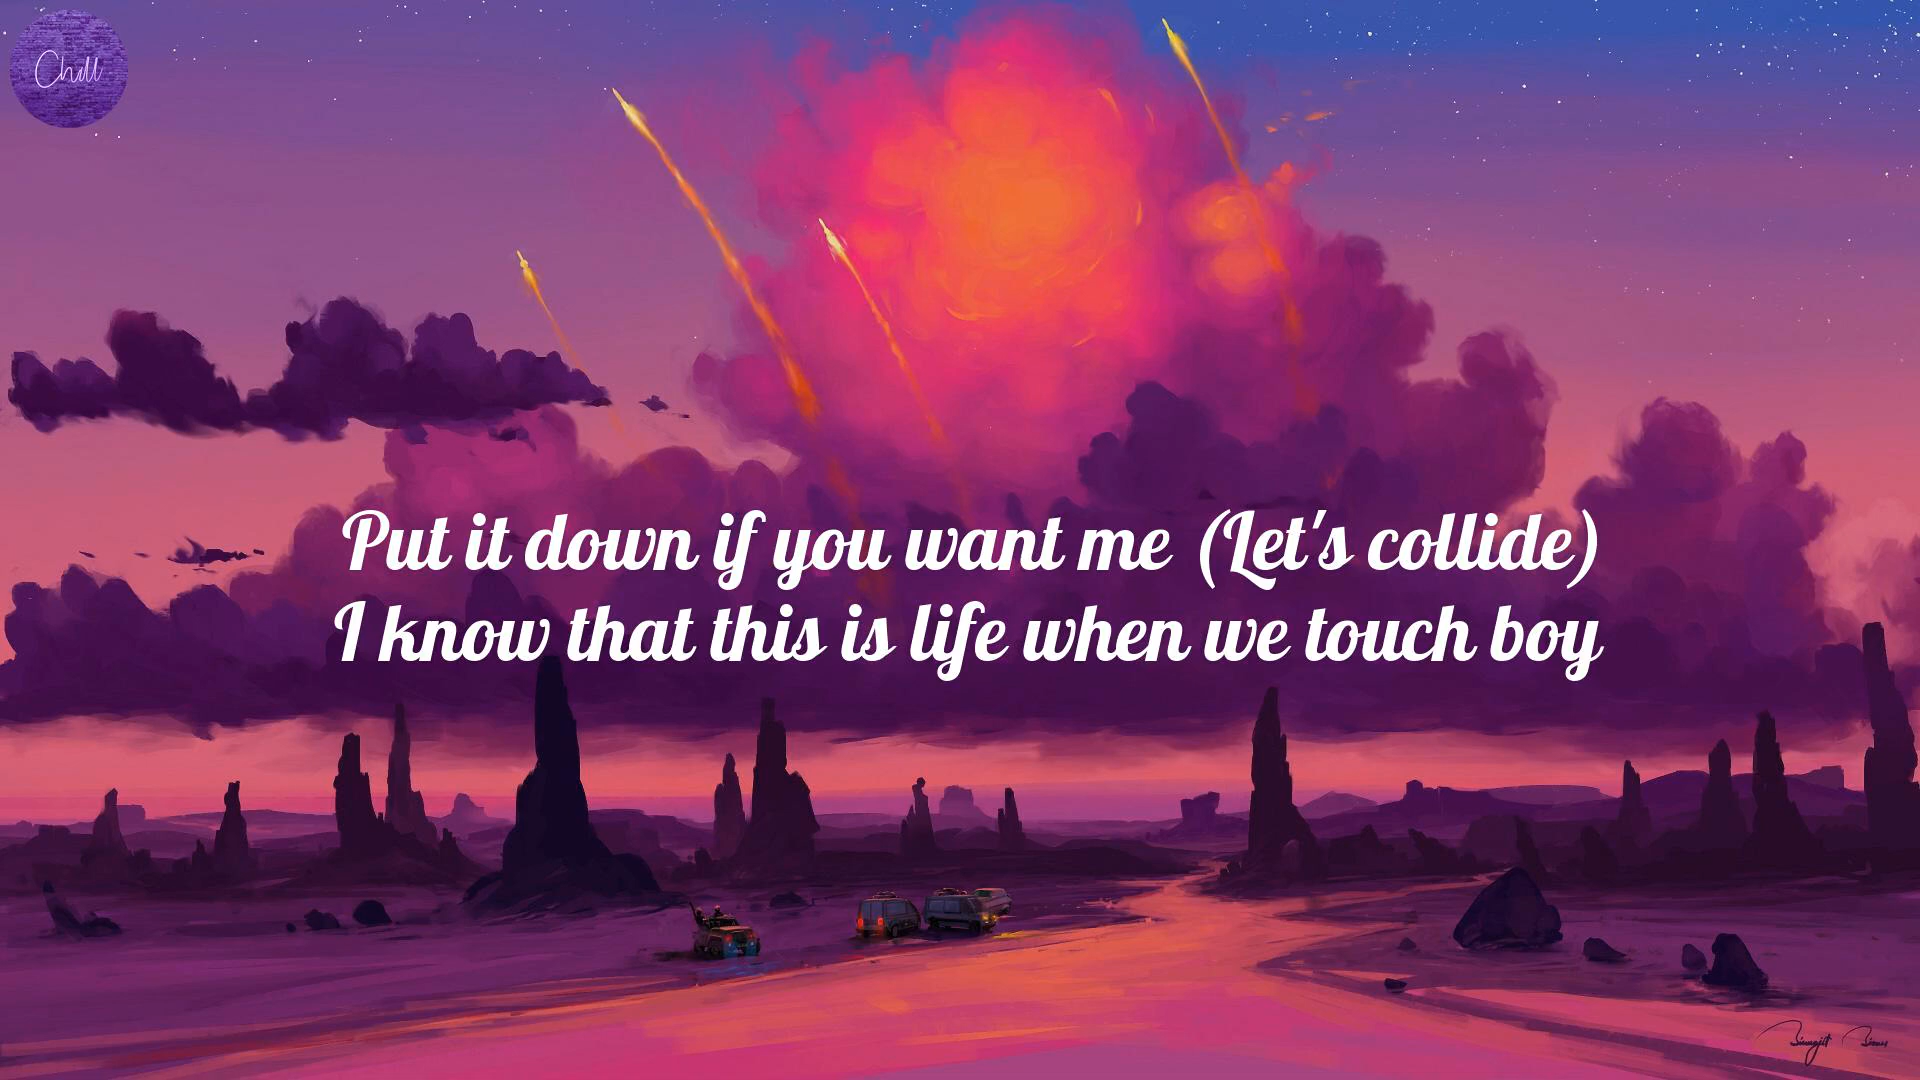 Chill
Put it down if you want me (Let's collide)
I know that this is life when we touch boy